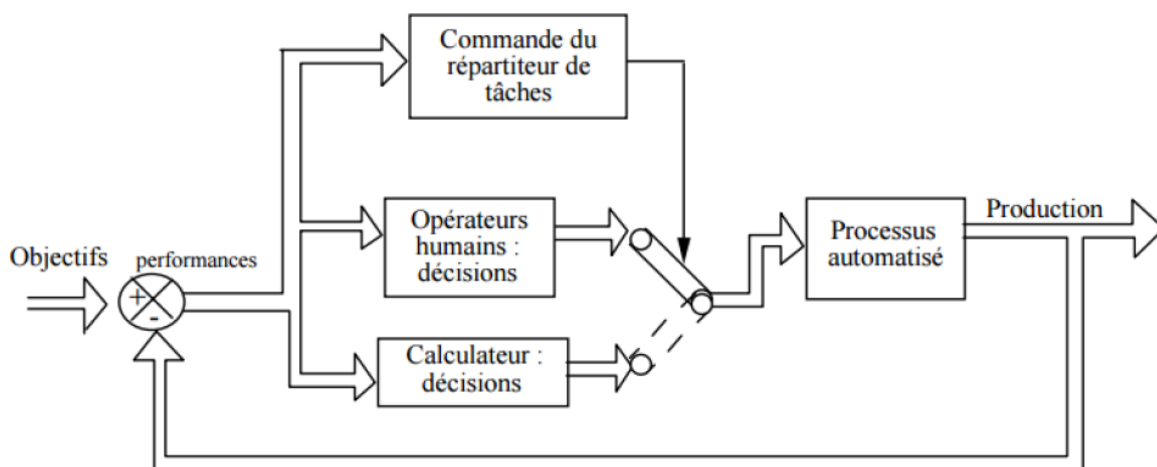 Commande du
répartiteur de
tâches
Objectifs
performances
+
-
Opérateurs
humains :
décisions
Calculateur :
décisions
Processus
automatisé
Production